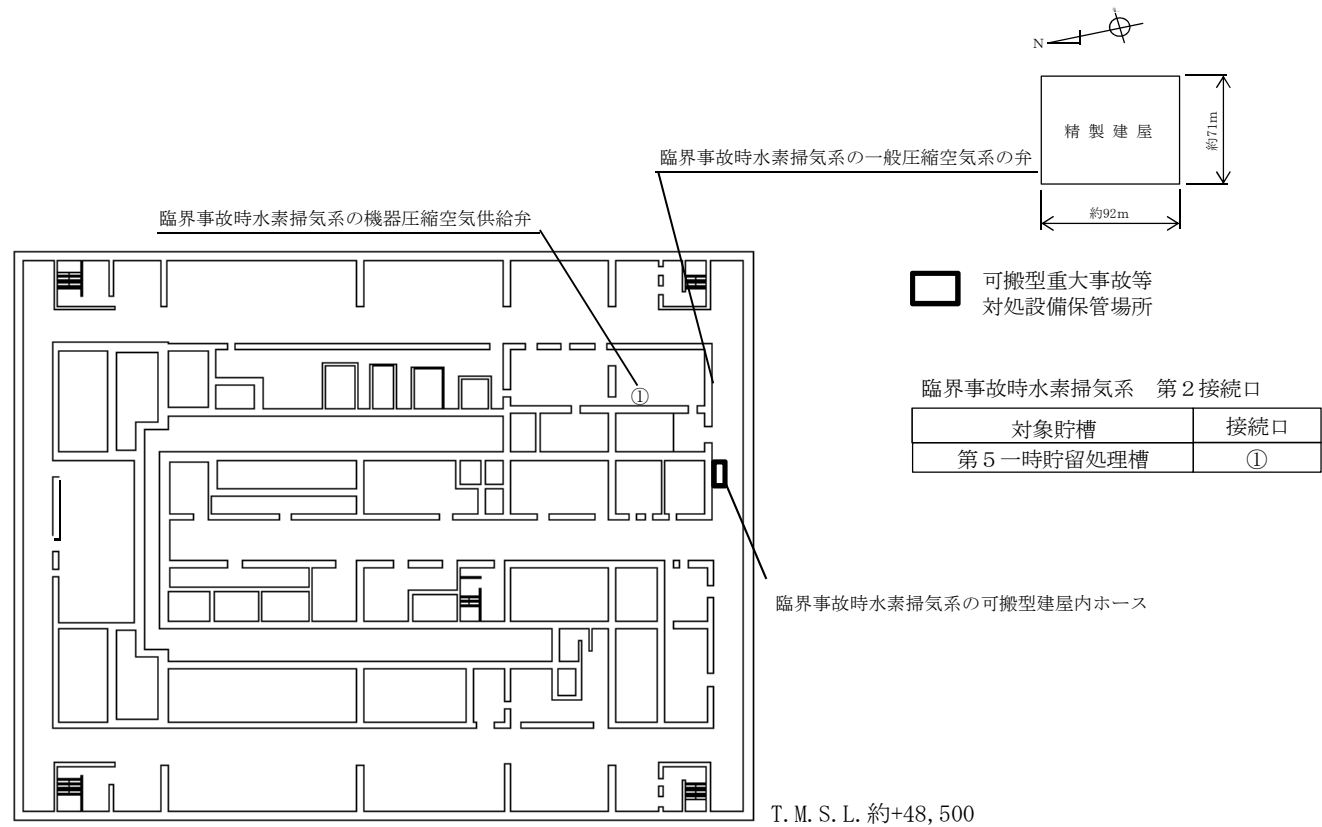 N
精製建屋
約71m
約92m
臨界事故時水素掃気系の一般圧縮空気系の弁
臨界事故時水素掃気系の機器圧縮空気供給弁
①
可搬型重大事故等
対処設備保管場所
臨界事故時水素掃気系 第2接続口
対象貯槽 接続口
第5一時貯留処理槽 ①
臨界事故時水素掃気系の可搬型建屋内ホース
T.M.S.L.約+48,500